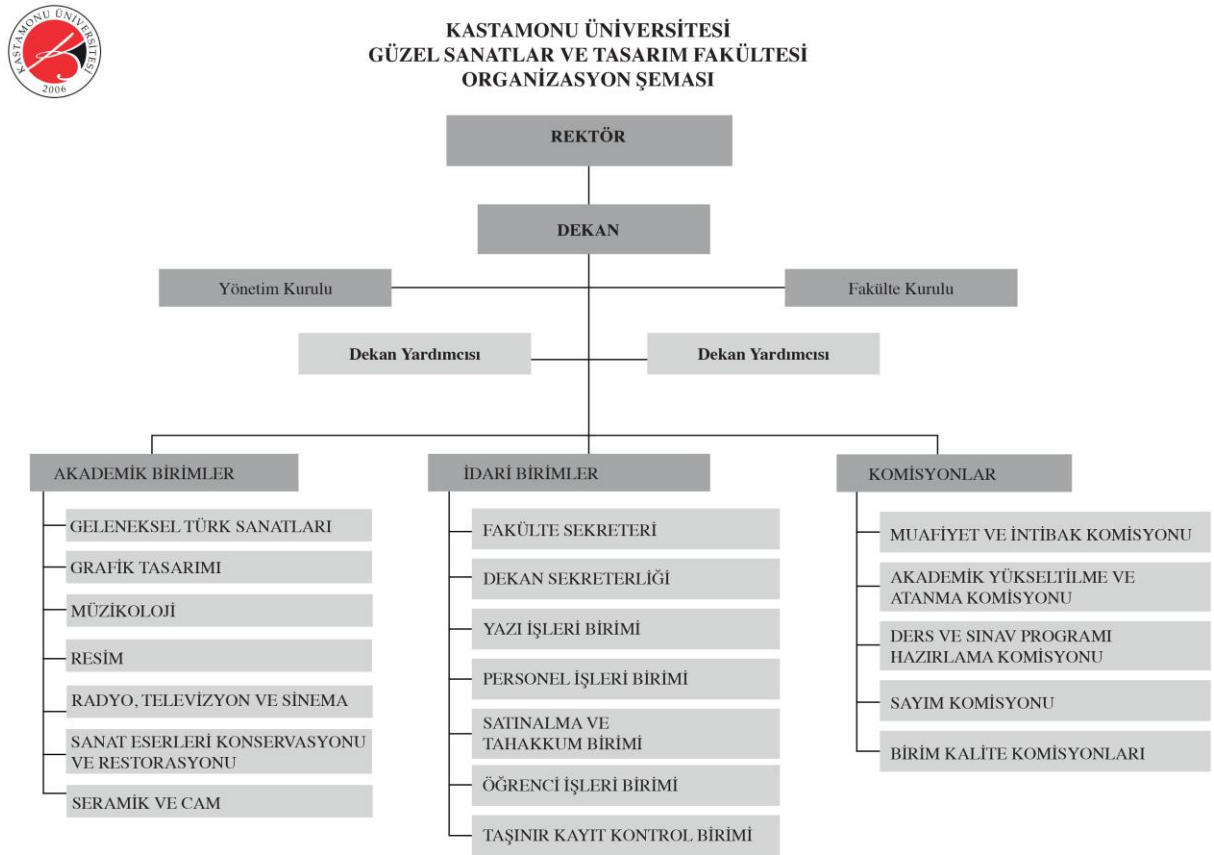 KASTAMONU ÜNİVERSİTESİ
2006
KASTAMONU ÜNİVERSİTESİ
GÜZEL SANATLAR VE TASARIM FAKÜLTESİ
ORGANİZASYON ŞEMASI
REKTÖR
DEKAN
Yönetim Kurulu
Fakülte Kurulu
Dekan Yardımcısı
Dekan Yardımcısı
AKADEMİK BİRİMLER
GELENEKSEL TÜRK SANATLARI
GRAFİK TASARIMI
MÜZİKOLOJİ
RESİM
RADYO, TELEVİZYON VE SİNEMA
SANAT ESERLERİ KONSERVASYONU
VE RESTORASYONU
SERAMİK VE CAM
İDARİ BİRİMLER
FAKÜLTE SEKRETERİ
DEKAN SEKRETERLİĞİ
YAZI İŞLERİ BİRİMİ
PERSONEL İŞLERİ BİRİMİ
SATINALMA VE
TAHAKKUM BİRİMİ
ÖĞRENCİ İŞLERİ BİRİMİ
TAŞINIR KAYIT KONTROL BİRİMİ
KOMİSYONLAR
MUAFİYET VE İNTİBAK KOMİSYONU
AKADEMİK YÜKSELTİLME VE
ATANMA KOMİSYONU
DERS VE SINAV PROGRAMI
HAZIRLAMA KOMİSYONU
SAYIM KOMİSYONU
BİRİM KALİTE KOMİSYONLARI